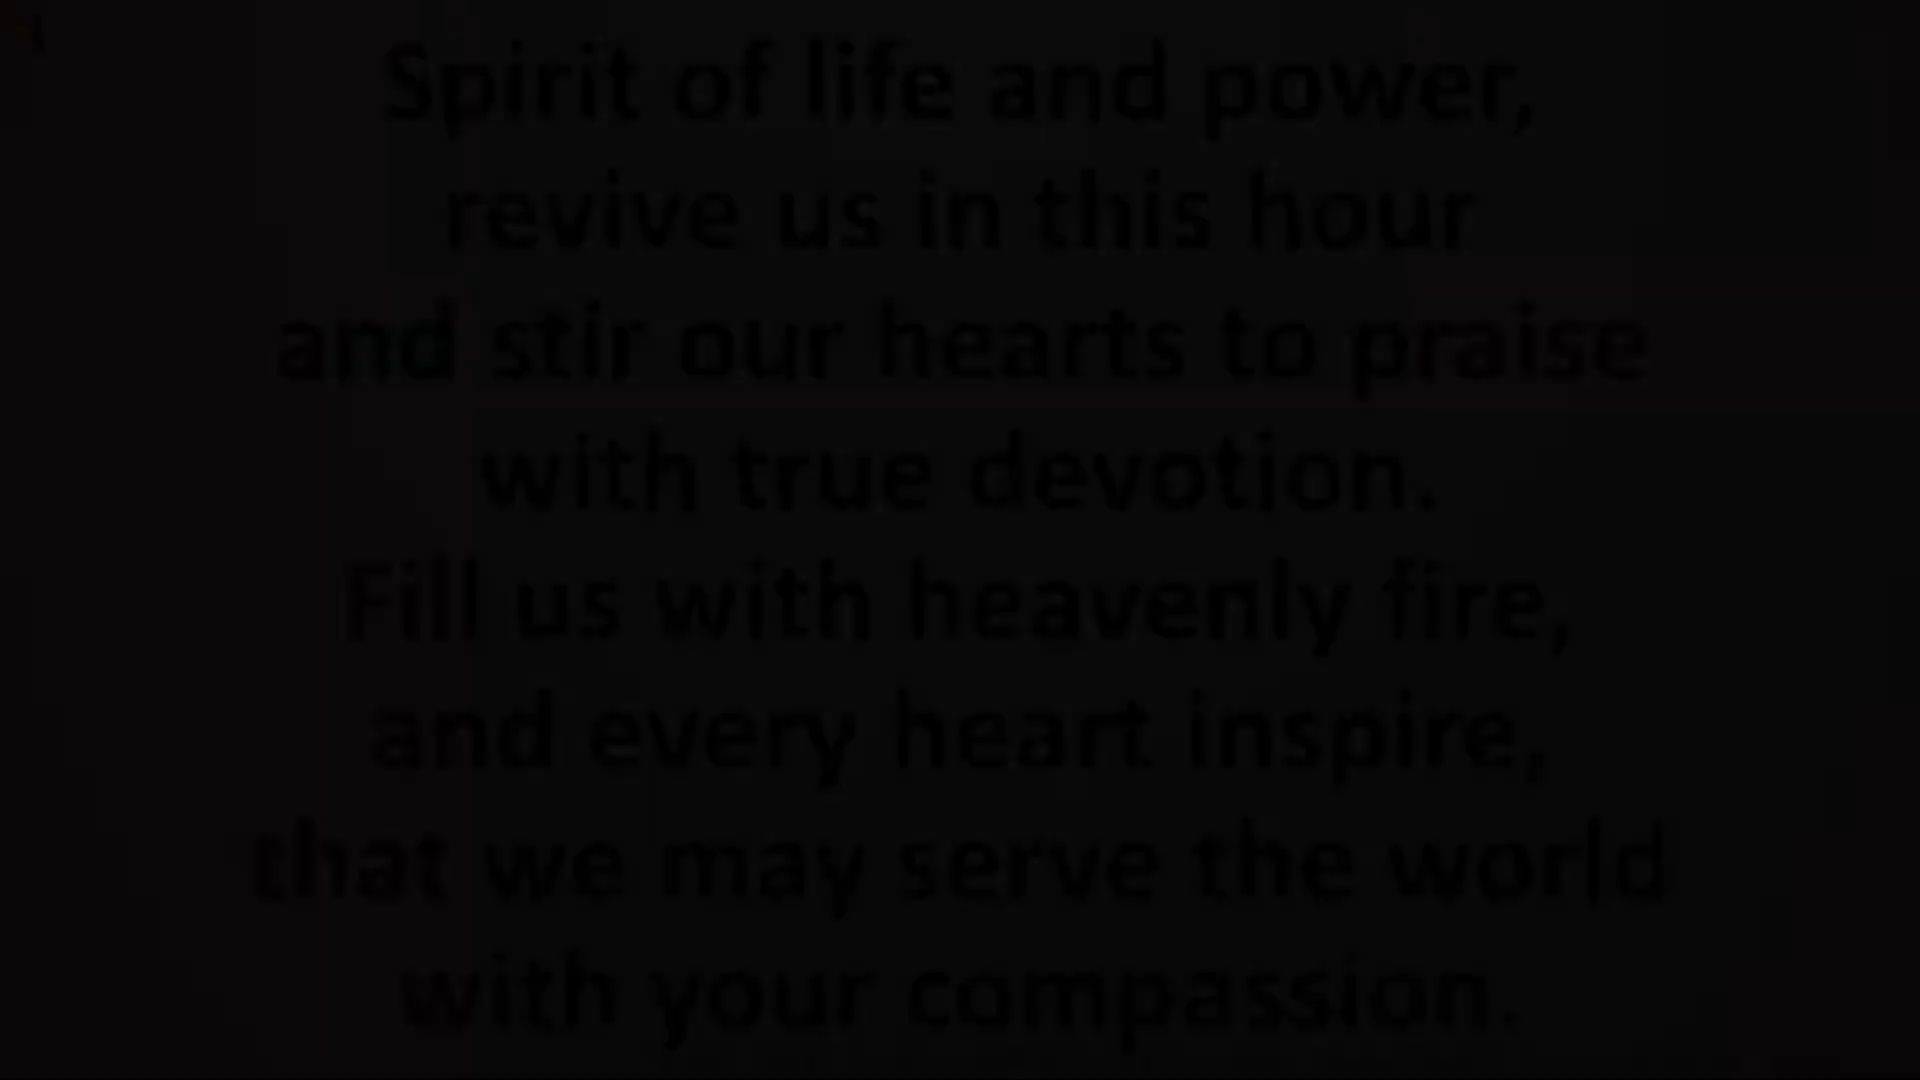 Spirit of life and power,
revive us in this hour
and stir our hearts to praise
with true devotion.
Fill us with heavenly fire,
and every heart inspire,
that we may serve the world
with your compassion.